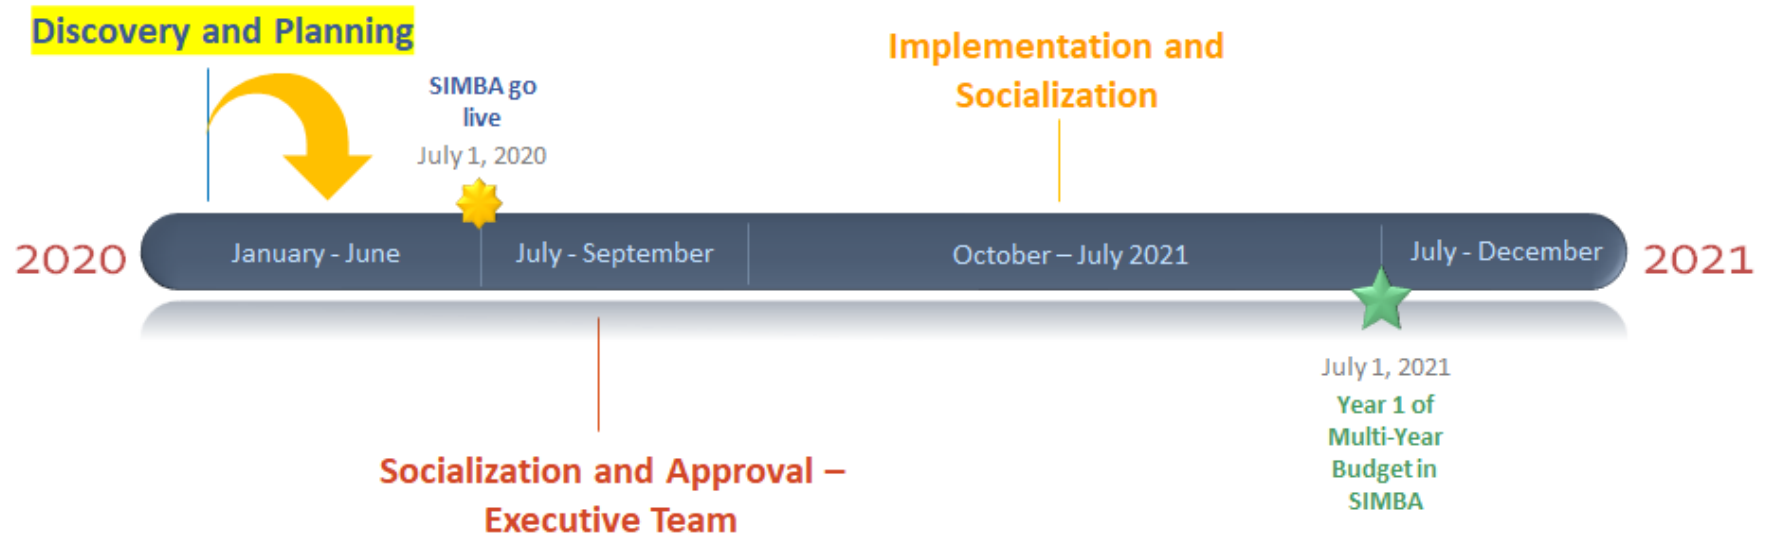 Discovery and Planning
SIMBA go
live
July 1, 2020
Implementation and
Socialization
2020
January - June
July - September
October – July 2021
July - December
2021
July 1, 2021
Year 1 of
Multi-Year
Budget in
SIMBA
Socialization and Approval –
Executive Team